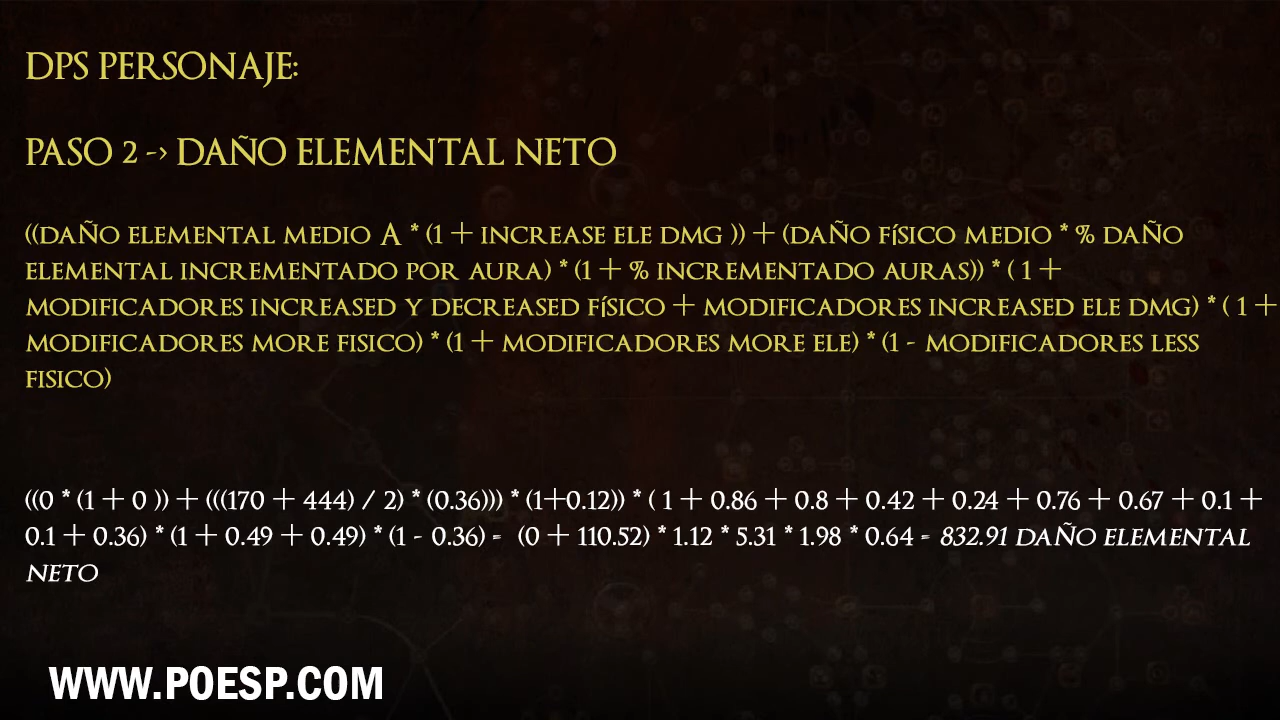 DPS PERSONAJE:
PASO 2 -> DAÑO ELEMENTAL NETO
((DAÑO ELEMENTAL MEDIO A * (1 + INCREASE ELE DMG )) + (DAÑO FÍSICO MEDIO * % DAÑO
ELEMENTAL INCREMENTADO POR AURA) * (1 + % INCREMENTADO AURAS)) * ( 1 +
MODIFICADORES INCREASED Y DECREASED FÍSICO + MODIFICADORES INCREASED ELE DMG) * ( 1 +
MODIFICADORES MORE FISICO) * (1 + MODIFICADORES MORE ELE) * (1 - MODIFICADORES LESS
FISICO)
((0 * (1 + 0 )) + (((170 + 444) / 2) * (0.36))) * (1+0.12)) * ( 1 + 0.86 + 0.8 + 0.42 + 0.24 + 0.76 + 0.67 + 0.1 +
0.1 + 0.36) * (1 + 0.49 + 0.49) * (1 - 0.36) = (0 + 110.52) * 1.12 * 5.31 * 1.98 * 0.64 = 832.91 DAÑO ELEMENTAL
NETO
WWW.POESP.COM